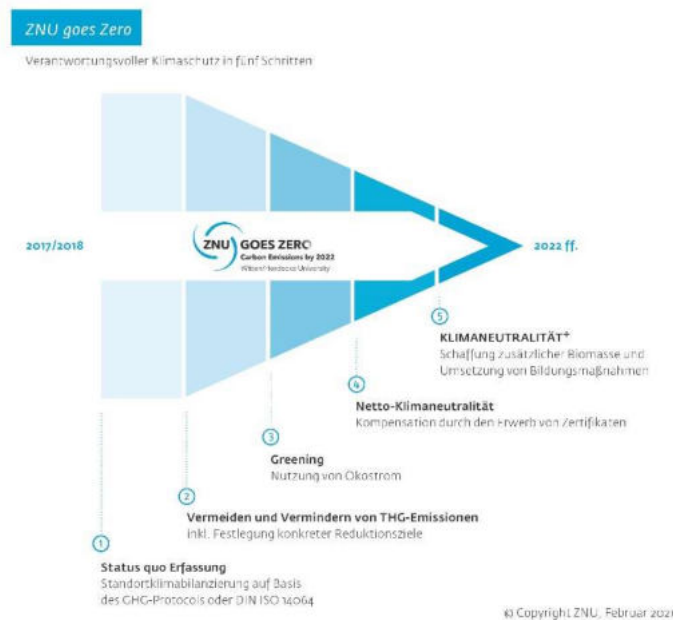 ZNU goes Zero
Verantwortungsvoller Klimaschutz in fünf Schritten
2017/2018
ZNU GOES ZERO
Carbon Emissions by 2022
Witten/Herdecke University
2022 ff.
5
KLIMANEUTRALITÄT+
Schaffung zusätzlicher Biomasse und
Umsetzung von Bildungsmaßnahmen
4
Netto-Klimaneutralität
Kompensation durch den Erwerb von Zertifikaten
3
Greening
Nutzung von Ökostrom
2
Vermeiden und Vermindern von THG-Emissionen
inkl. Festlegung konkreter Reduktionsziele
1
Status quo Erfassung
Standortklimabilanzierung auf Basis
des GHG-Protocols oder DIN ISO 14064
© Copyright ZNU, Februar 2021